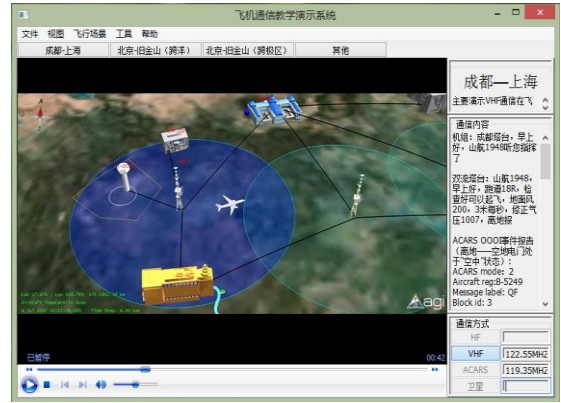 飞机通信教学演示系统
文件 视图 飞行场景 工具 帮助
成都-上海 北京-旧金山（跨洋） 北京-旧金山（跨极区） 其他
成都—上海
主要演示VHF通信在飞
通信内容
机组：成都塔台，早上
好，山航1948听您指挥
了
双流塔台：山航1948，
早上好，跑道18R，检
查好可以起飞，地面风
200，3米每秒，修正气
压1007，离地报
ACARS OOOI事件报告
（离地——空地电门处
于“空中”状态）：
ACARS mode: 2
Aircraft reg:B-5249
Message label: QF
Block id: 3
agi
已暂停 00:42
通信方式
HF
VHF 122.55MHZ
ACARS 119.35MHZ
卫星